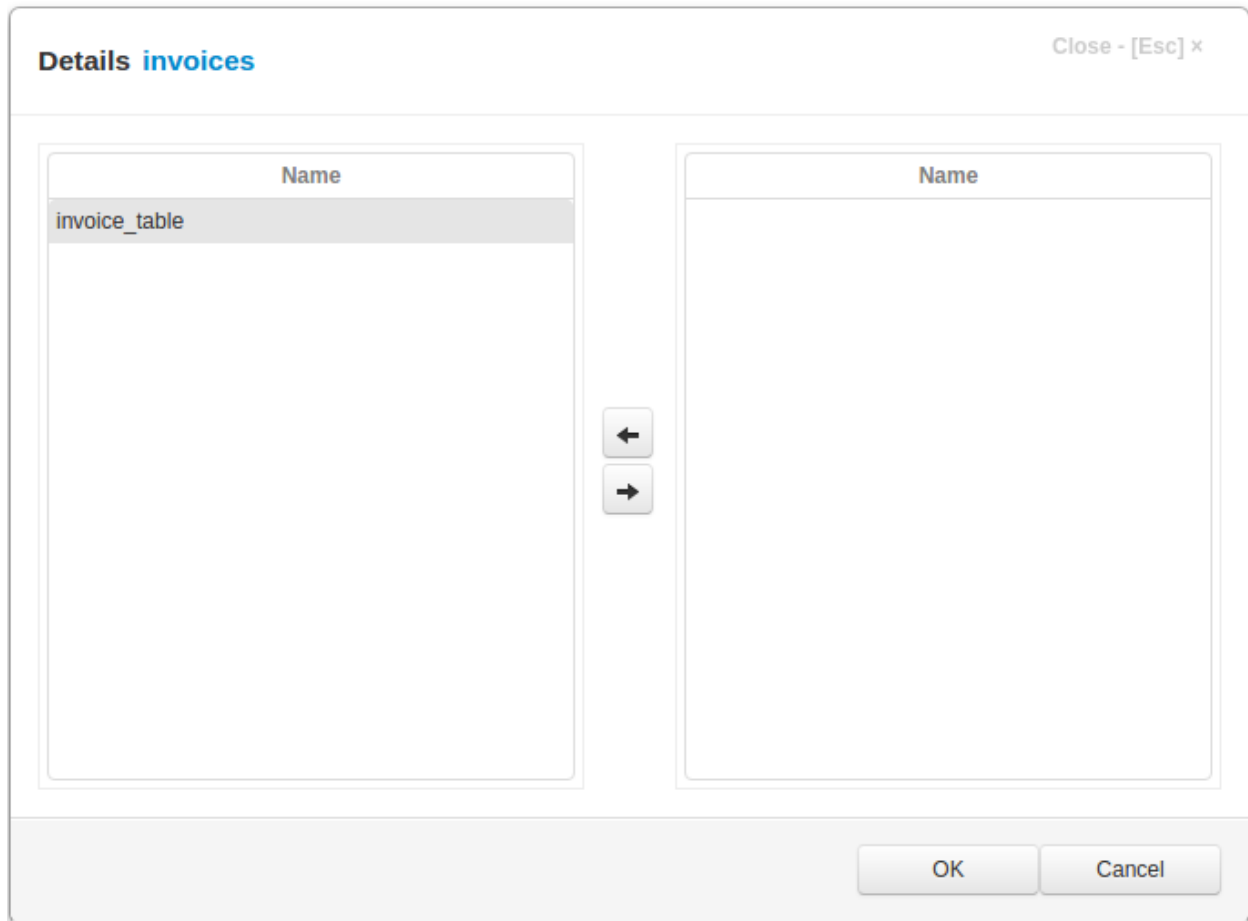 Details invoices
Close - [Esc] ×
Name
invoice_table
Name
OK
Cancel